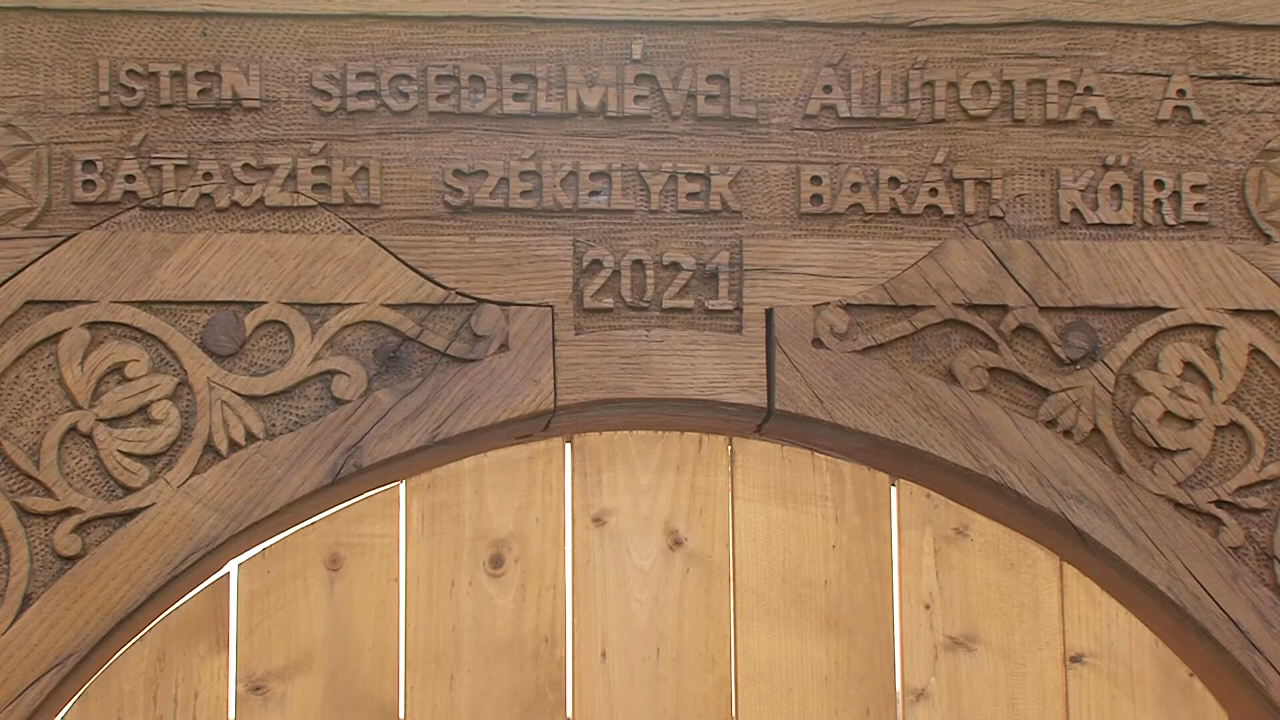 ISTEN SEGEDELMÉVEL ÁLLÍTOTTA A
BÁTASZÉKI SZÉKELYEK BARÁTI KÖRE
2021